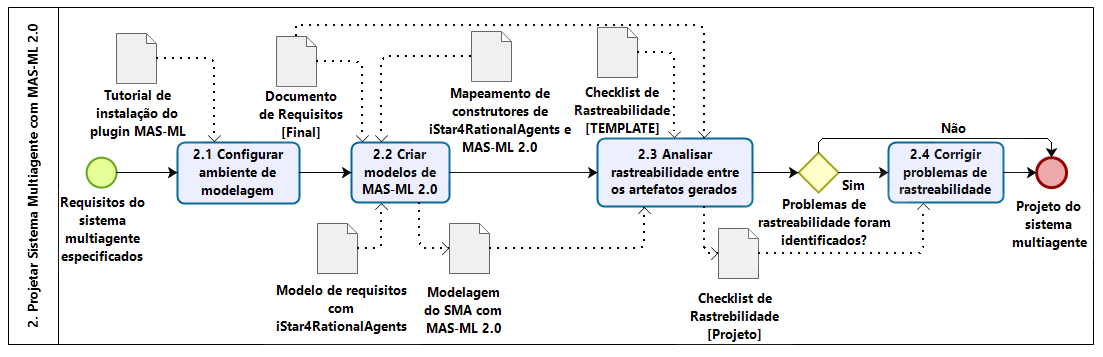 2. Projetar Sistema Multiagente com MAS-ML 2.0
Tutorial de
instalação do
plugin MAS-ML
Documento
de Requisitos
[Final]
Mapeamento de
construtores de
iStar4RationalAgents e
MAS-ML 2.0
Checklist de
Rastreabilidade
[TEMPLATE]
Requisitos do
sistema
multiagente
especificados
2.1 Configurar
ambiente de
modelagem
2.2 Criar
modelos de
MAS-ML 2.0
2.3 Analisar
rastreabilidade entre
os artefatos gerados
Não
Sim
Problemas de
rastreabilidade foram
identificados?
2.4 Corrigir
problemas de
rastreabilidade
Projeto do
sistema
multiagente
Modelo de requisitos
com
iStar4RationalAgents
Modelagem
do SMA com
MAS-ML 2.0
Checklist de
Rastrebilidade
[Projeto]